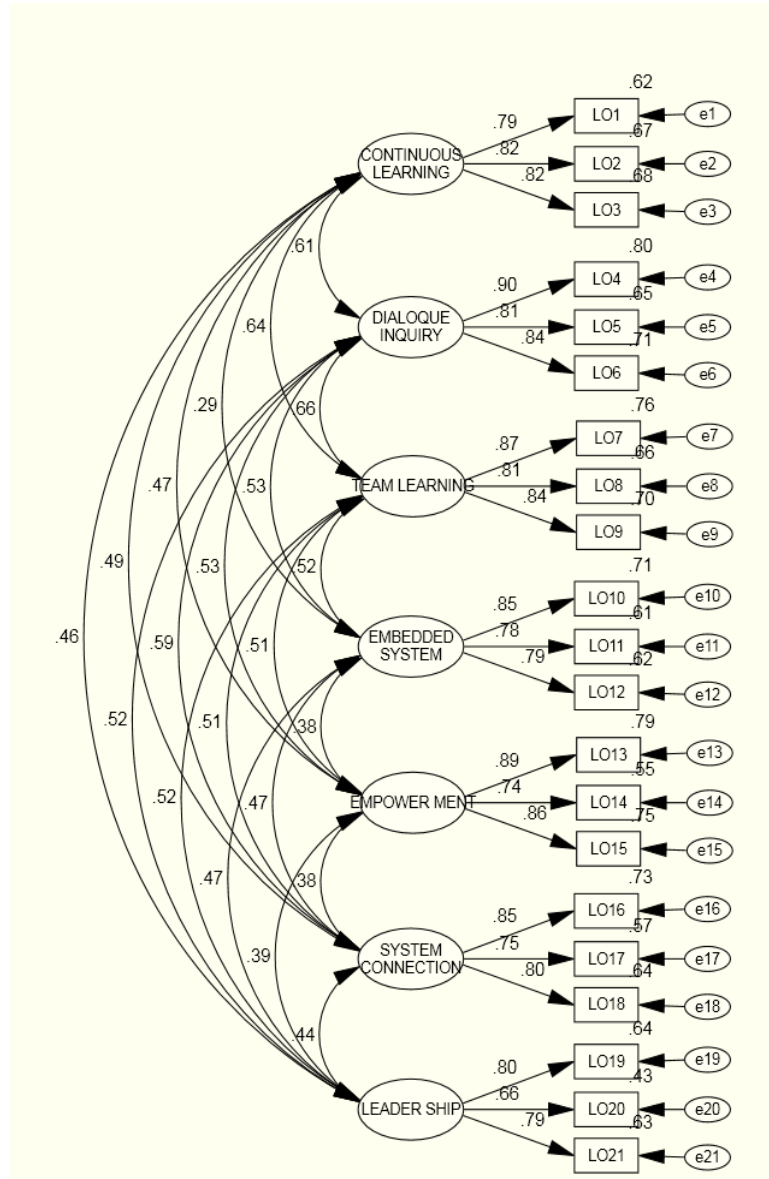 .62
.79
LO1
e1
.67
CONTINUOUS
LEARNING
.82
LO2
e2
.68
.82
LO3
e3
.61
.80
.90
LO4
e4
.65
DIALOQUE
INQUIRY
.81
LO5
e5
.71
.64
.84
LO6
e6
.29
.66
.76
.87
LO7
e7
.66
.47
.53
TEAM LEARNING
.81
LO8
e8
.70
.84
LO9
e9
.49
.53
.52
.71
.85
LO10
e10
.61
.46
.59
.51
EMBEDDED
SYSTEM
.78
LO11
e11
.62
.79
LO12
e12
.52
.51
.38
.79
.89
LO13
e13
.55
.52
.47
EMPOWER MENT
.74
LO14
e14
.75
.86
LO15
e15
.47
.38
.73
.85
LO16
e16
.57
.39
SYSTEM
CONNECTION
.75
LO17
e17
.64
.80
LO18
e18
.44
.64
.80
LO19
e19
.43
LEADER SHIP
.66
LO20
e20
.63
.79
LO21
e21